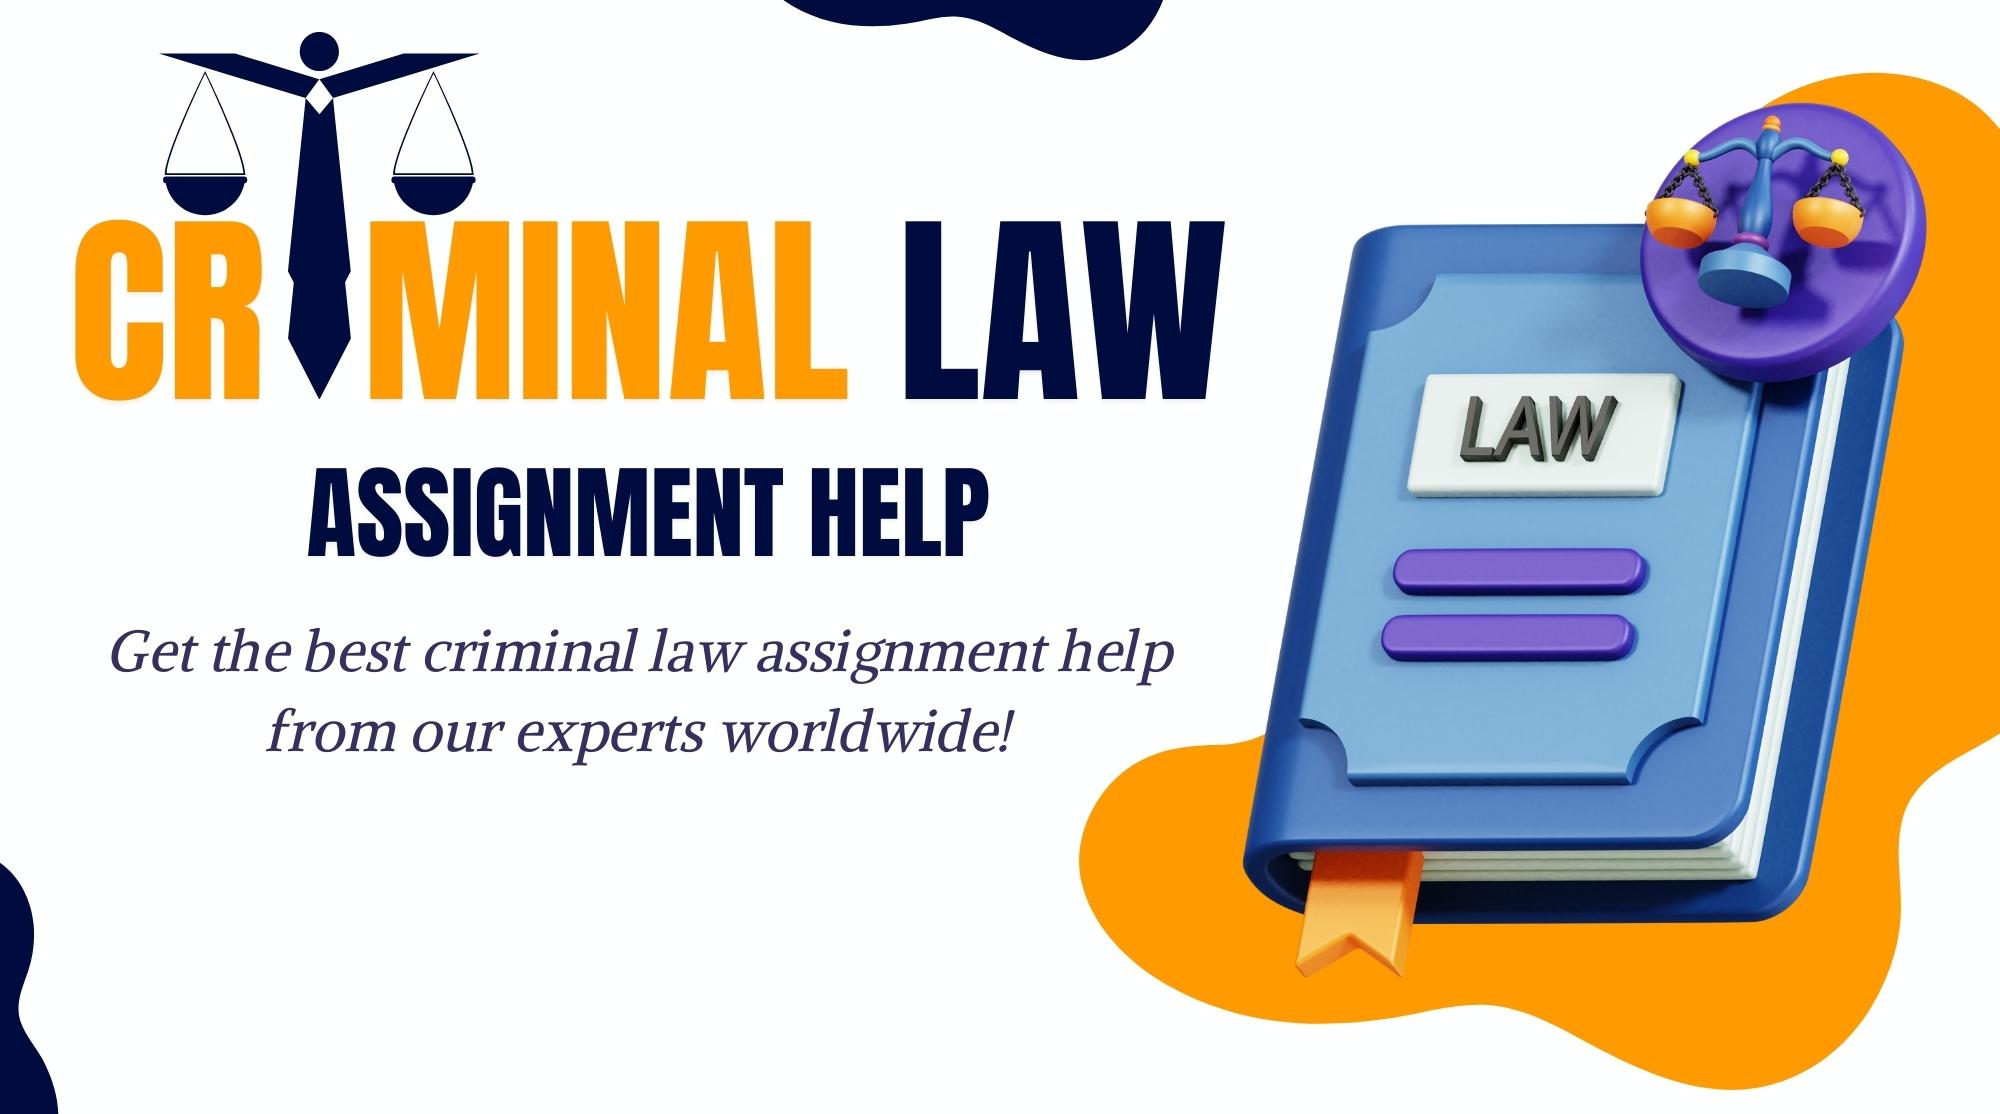 CRIMINAL LAW
ASSIGNMENT HELP
Get the best criminal law assignment help
from our experts worldwide!
LAW